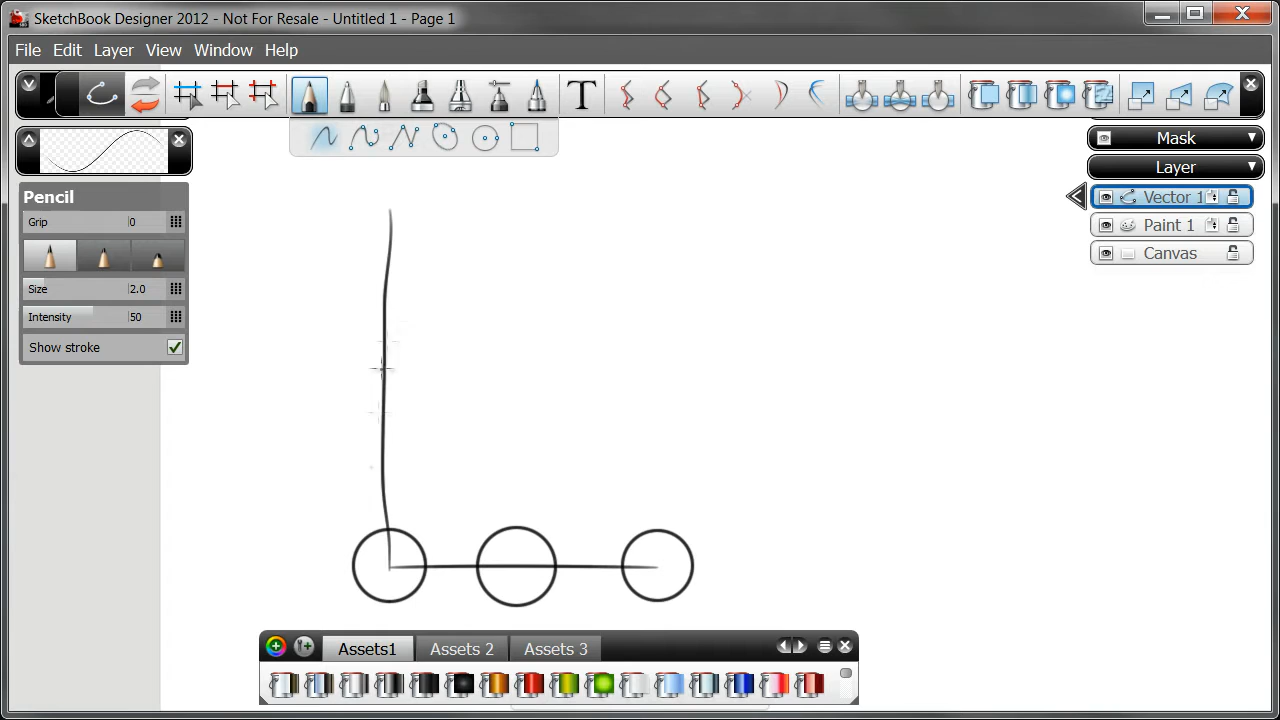 SketchBook Designer 2012 - Not For Resale - Untitled 1 - Page 1
File Edit Layer View Window Help
T
Mask
Layer
Vector 1
Paint 1
Canvas
Pencil
Grip 0
Size 2.0
Intensity 50
Show stroke
Assets1 Assets 2 Assets 3